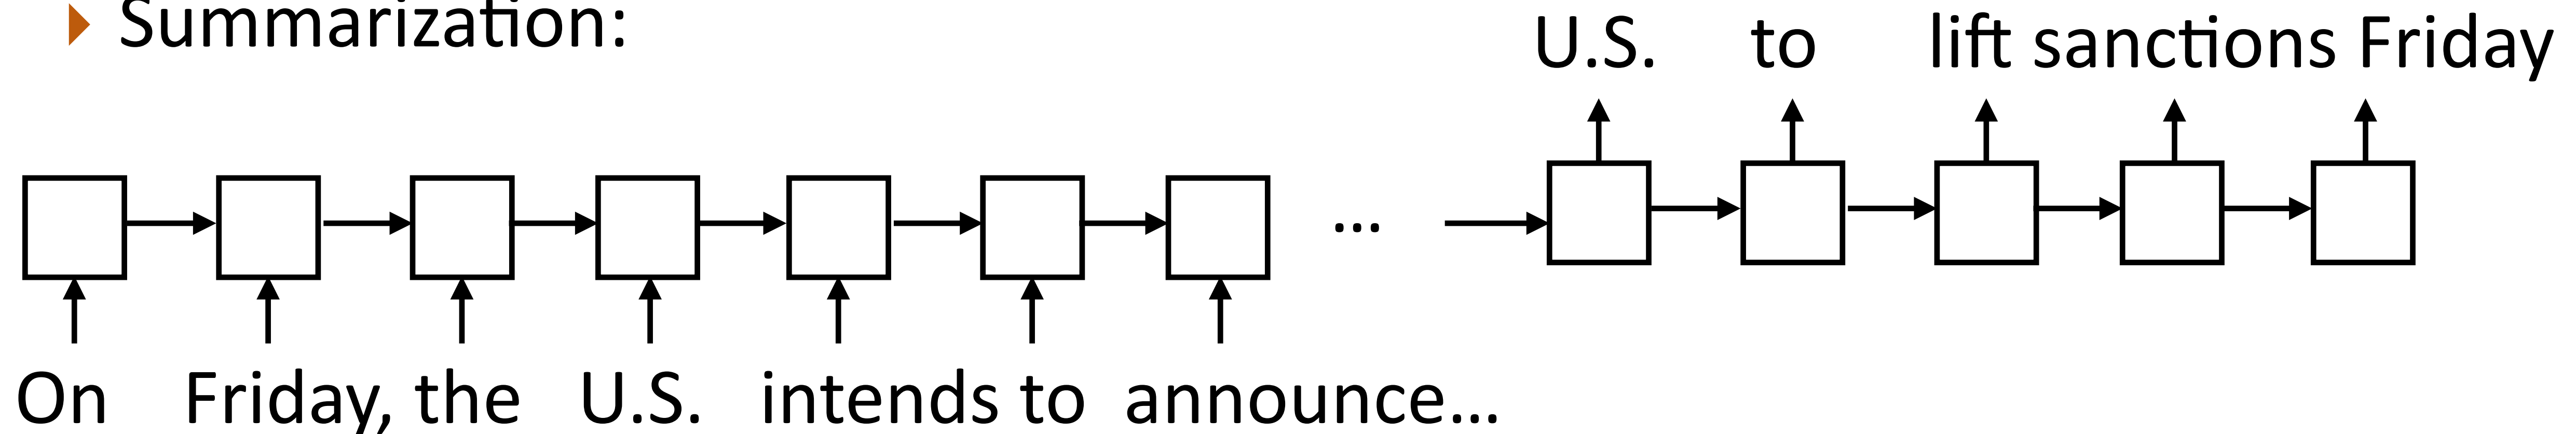 Summarization:
U.S. to lift sanctions Friday
...
On Friday, the U.S. intends to announce...